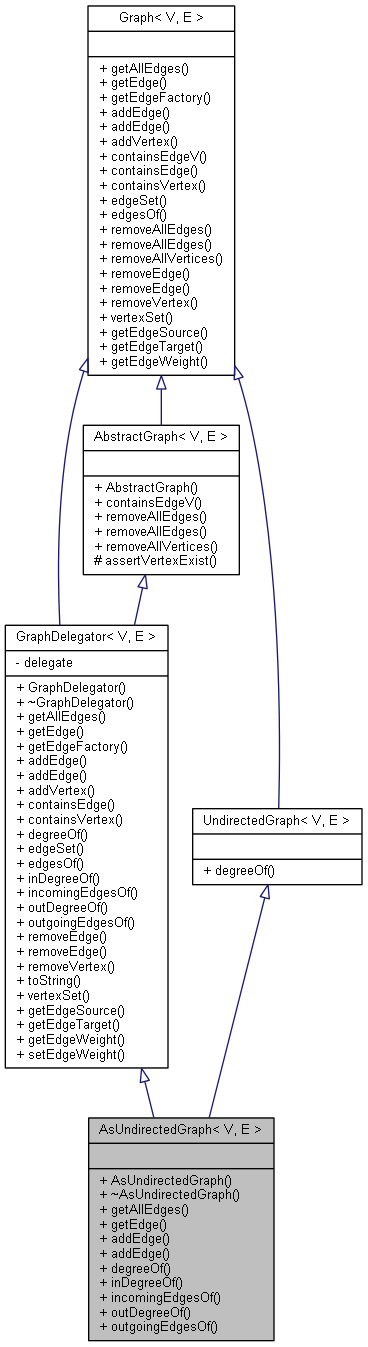 Graph< V, E >
+ getAllEdges()
+ getEdge()
+ getEdgeFactory()
+ addEdge()
+ addEdge()
+ addVertex()
+ containsEdgeV()
+ containsEdge()
+ containsVertex()
+ edgeSet()
+ edgesOf()
+ removeAllEdges()
+ removeAllEdges()
+ removeAllVertices()
+ removeEdge()
+ removeEdge()
+ removeVertex()
+ vertexSet()
+ getEdgeSource()
+ getEdgeTarget()
+ getEdgeWeight()
AbstractGraph< V, E >
+ AbstractGraph()
+ containsEdgeV()
+ removeAllEdges()
+ removeAllEdges()
+ removeAllVertices()
# assertVertexExist()
GraphDelegator< V, E >
- delegate
+ GraphDelegator()
+ ~GraphDelegator()
+ getAllEdges()
+ getEdge()
+ getEdgeFactory()
+ addEdge()
+ addEdge()
+ addVertex()
+ containsEdge()
+ containsVertex()
+ degreeOf()
+ edgeSet()
+ edgesOf()
+ inDegreeOf()
+ incomingEdgesOf()
+ outDegreeOf()
+ outgoingEdgesOf()
+ removeEdge()
+ removeEdge()
+ removeVertex()
+ toString()
+ vertexSet()
+ getEdgeSource()
+ getEdgeTarget()
+ getEdgeWeight()
+ setEdgeWeight()
UndirectedGraph< V, E >
+ degreeOf()
AsUndirectedGraph< V, E >
+ AsUndirectedGraph()
+ ~AsUndirectedGraph()
+ getAllEdges()
+ getEdge()
+ addEdge()
+ addEdge()
+ degreeOf()
+ inDegreeOf()
+ incomingEdgesOf()
+ outDegreeOf()
+ outgoingEdgesOf()